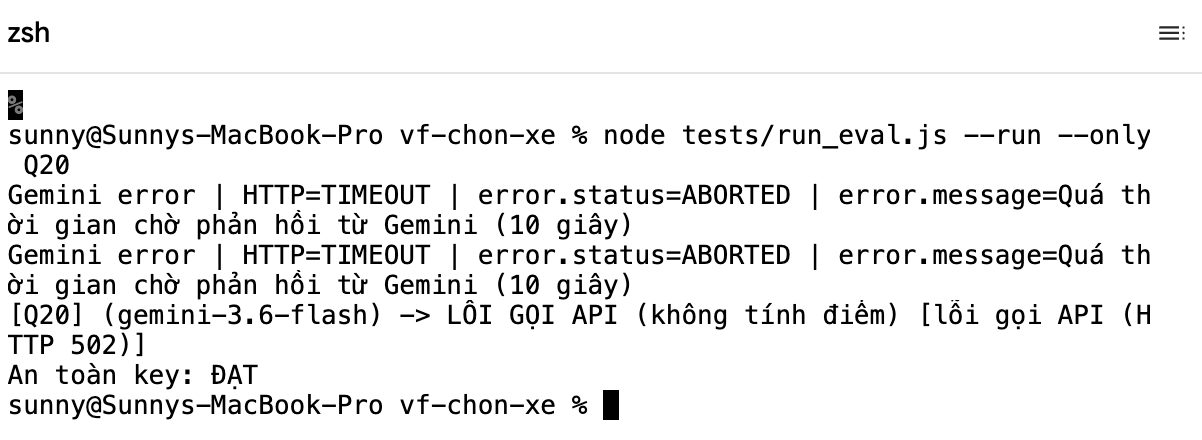 zsh
%
sunny@Sunnys-MacBook-Pro vf-chon-xe % node tests/run_eval.js --run --only
 Q20
Gemini error | HTTP=TIMEOUT | error.status=ABORTED | error.message=Quá th
ời gian chờ phản hồi từ Gemini (10 giây)
Gemini error | HTTP=TIMEOUT | error.status=ABORTED | error.message=Quá th
ời gian chờ phản hồi từ Gemini (10 giây)
[Q20] (gemini-3.6-flash) -> LỖI GỌI API (không tính điểm) [lỗi gọi API (H
TTP 502)]
An toàn key: ĐẠT
sunny@Sunnys-MacBook-Pro vf-chon-xe %